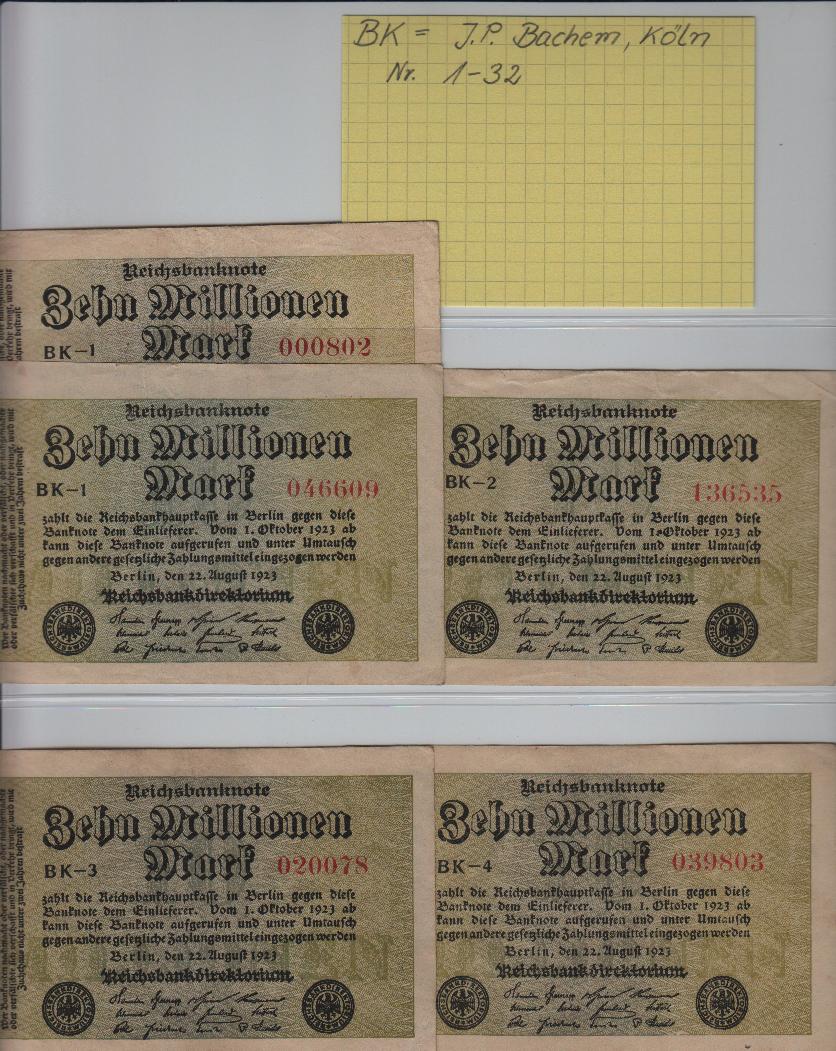 BK = J.P. Bachem, Köln
Nr. 1-32
Reichsbanknote
Zehn Millionen
BK-1 Mark 000802
Reichsbanknote
Zehn Millionen
BK-1 Mark 046609
zahlt die Reichsbankhauptkasse in Berlin gegen diese
Banknote dem Einlieferer. Vom 1. Oktober 1923 ab
kann diese Banknote aufgerufen und unter Umtausch
gegen andere gesetzliche Zahlungsmittel eingezogen werden
Berlin, den 22. August 1923
Reichsbankdirektorium
Reichsbanknote
Zehn Millionen
BK-2 Mark 136535
zahlt die Reichsbankhauptkasse in Berlin gegen diese
Banknote dem Einlieferer. Vom 1. Oktober 1923 ab
kann diese Banknote aufgerufen und unter Umtausch
gegen andere gesetzliche Zahlungsmittel eingezogen werden
Berlin, den 22. August 1923
Reichsbankdirektorium
Reichsbanknote
Zehn Millionen
BK-3 Mark 020078
zahlt die Reichsbankhauptkasse in Berlin gegen diese
Banknote dem Einlieferer. Vom 1. Oktober 1923 ab
kann diese Banknote aufgerufen und unter Umtausch
gegen andere gesetzliche Zahlungsmittel eingezogen werden
Berlin, den 22. August 1923
Reichsbankdirektorium
Reichsbanknote
Zehn Millionen
BK-4 Mark 039803
zahlt die Reichsbankhauptkasse in Berlin gegen diese
Banknote dem Einlieferer. Vom 1. Oktober 1923 ab
kann diese Banknote aufgerufen und unter Umtausch
gegen andere gesetzliche Zahlungsmittel eingezogen werden
Berlin, den 22. August 1923
Reichsbankdirektorium